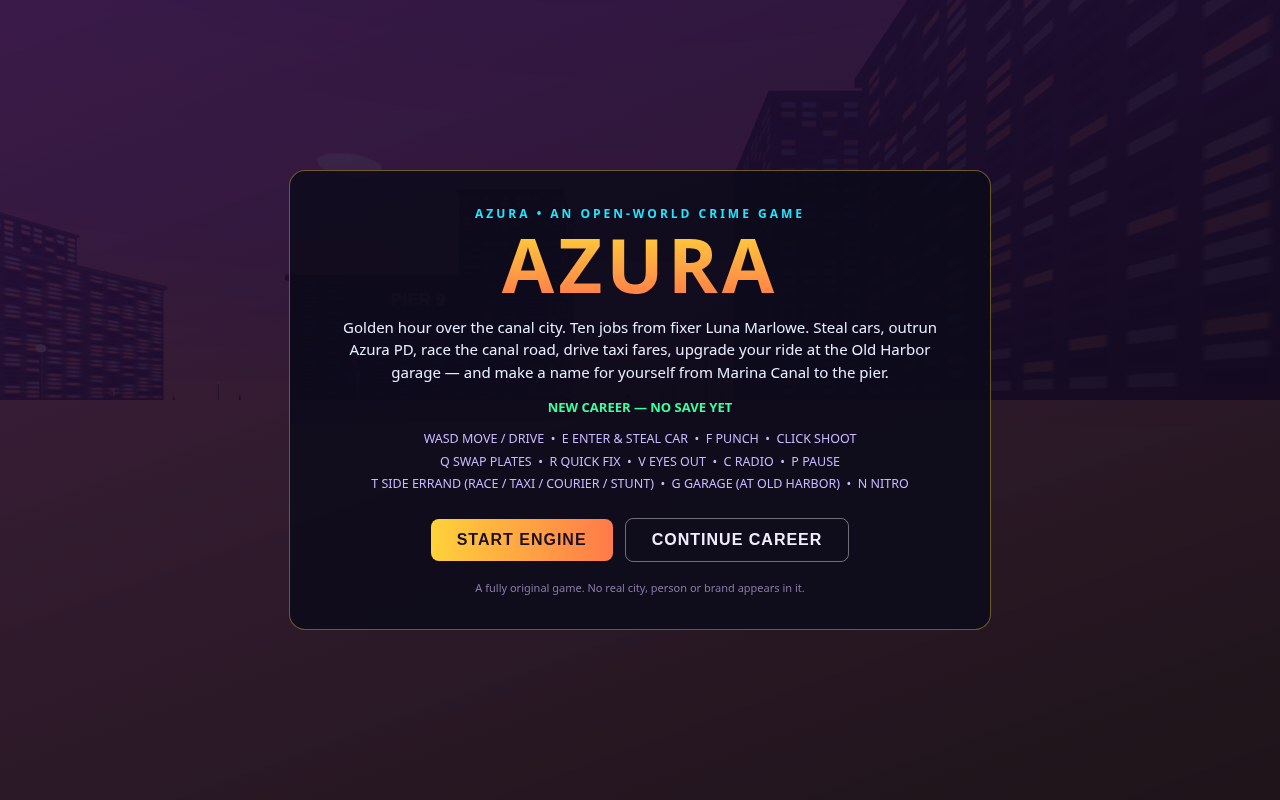 AZURA • AN OPEN-WORLD CRIME GAME
AZURA
PIER 9
Golden hour over the canal city. Ten jobs from fixer Luna Marlowe. Steal cars, outrun
Azura PD, race the canal road, drive taxi fares, upgrade your ride at the Old Harbor
garage — and make a name for yourself from Marina Canal to the pier.
NEW CAREER — NO SAVE YET
WASD MOVE / DRIVE • E ENTER & STEAL CAR • F PUNCH • CLICK SHOOT
Q SWAP PLATES • R QUICK FIX • V EYES OUT • C RADIO • P PAUSE
T SIDE ERRAND (RACE / TAXI / COURIER / STUNT) • G GARAGE (AT OLD HARBOR) • N NITRO
START ENGINE
CONTINUE CAREER
A fully original game. No real city, person or brand appears in it.